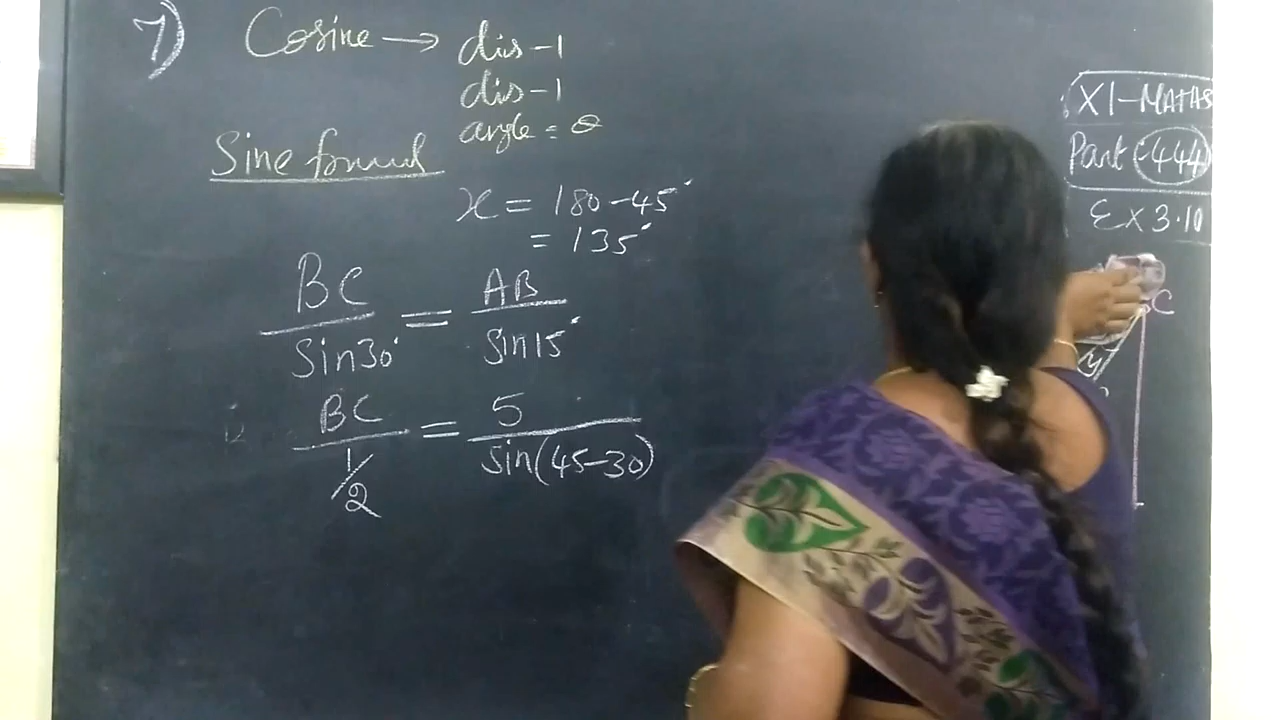 7) Cosine → dis-1
dis-1
angle = θ
Sine formul
x = 180-45°
= 135°
BC/Sin30° = AB/Sin15°
BC/1/2 = 5/sin(45-30)
XI-MATHS
Part-444
Ex 3.10
C
y